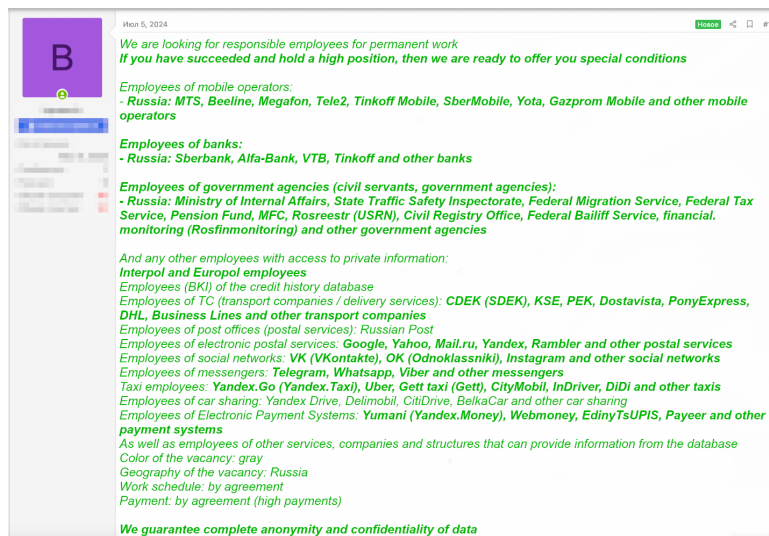 B
Июл 5, 2024
Новое
We are looking for responsible employees for permanent work
If you have succeeded and hold a high position, then we are ready to offer you special conditions
Employees of mobile operators:
- Russia: MTS, Beeline, Megafon, Tele2, Tinkoff Mobile, SberMobile, Yota, Gazprom Mobile and other mobile
operators
Employees of banks:
- Russia: Sberbank, Alfa-Bank, VTB, Tinkoff and other banks
Employees of government agencies (civil servants, government agencies):
- Russia: Ministry of Internal Affairs, State Traffic Safety Inspectorate, Federal Migration Service, Federal Tax
Service, Pension Fund, MFC, Rosreestr (USRN), Civil Registry Office, Federal Bailiff Service, financial.
monitoring (Rosfinmonitoring) and other government agencies
And any other employees with access to private information:
Interpol and Europol employees
Employees (BKI) of the credit history database
Employees of TC (transport companies / delivery services): CDEK (SDEK), KSE, PEK, Dostavista, PonyExpress,
DHL, Business Lines and other transport companies
Employees of post offices (postal services): Russian Post
Employees of electronic postal services: Google, Yahoo, Mail.ru, Yandex, Rambler and other postal services
Employees of social networks: VK (VKontakte), OK (Odnoklassniki), Instagram and other social networks
Employees of messengers: Telegram, Whatsapp, Viber and other messengers
Taxi employees: Yandex.Go (Yandex.Taxi), Uber, Gett taxi (Gett), CityMobil, InDriver, DiDi and other taxis
Employees of car sharing: Yandex Drive, Delimobil, CitiDrive, BelkaCar and other car sharing
Employees of Electronic Payment Systems: Yumani (Yandex.Money), Webmoney, EdinyTsUPIS, Payeer and other
payment systems
As well as employees of other services, companies and structures that can provide information from the database
Color of the vacancy: gray
Geography of the vacancy: Russia
Work schedule: by agreement
Payment: by agreement (high payments)
We guarantee complete anonymity and confidentiality of data